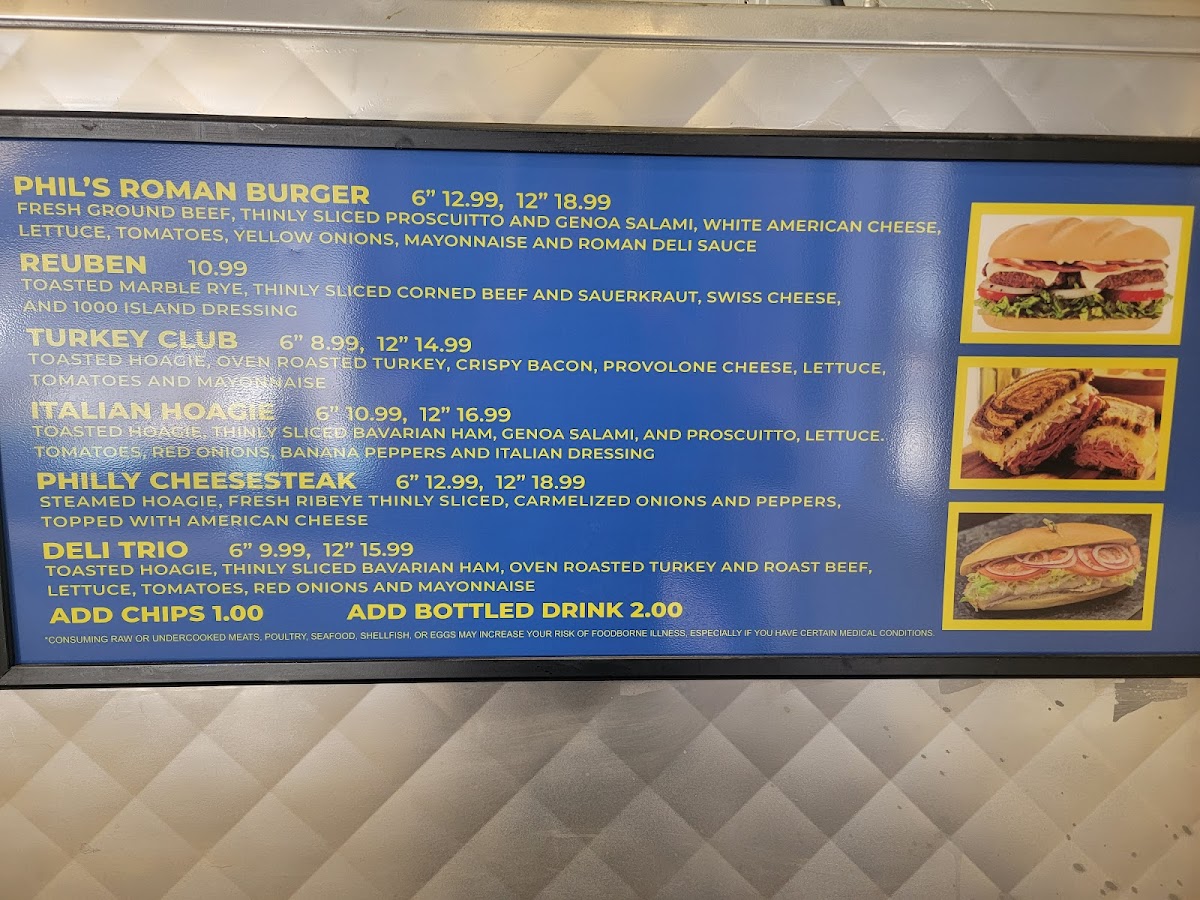 PHIL'S ROMAN BURGER 6" 12.99, 12" 18.99
FRESH GROUND BEEF, THINLY SLICED PROSCUITTO AND GENOA SALAMI, WHITE AMERICAN CHEESE,
LETTUCE, TOMATOES, YELLOW ONIONS, MAYONNAISE AND ROMAN DELI SAUCE
REUBEN 10.99
TOASTED MARBLE RYE, THINLY SLICED CORNED BEEF AND SAUERKRAUT, SWISS CHEESE,
AND 1000 ISLAND DRESSING
TURKEY CLUB 6" 8.99, 12" 14.99
TOASTED HOAGIE, OVEN ROASTED TURKEY, CRISPY BACON, PROVOLONE CHEESE, LETTUCE,
TOMATOES AND MAYONNAISE
ITALIAN HOAGIE 6" 10.99, 12" 16.99
TOASTED HOAGIE, THINLY SLICED BAVARIAN HAM, GENOA SALAMI, AND PROSCUITTO, LETTUCE.
TOMATOES, RED ONIONS, BANANA PEPPERS AND ITALIAN DRESSING
PHILLY CHEESESTEAK 6" 12.99, 12" 18.99
STEAMED HOAGIE, FRESH RIBEYE THINLY SLICED, CARMELIZED ONIONS AND PEPPERS,
TOPPED WITH AMERICAN CHEESE
DELI TRIO 6" 9.99, 12" 15.99
TOASTED HOAGIE, THINLY SLICED BAVARIAN HAM, OVEN ROASTED TURKEY AND ROAST BEEF,
LETTUCE, TOMATOES, RED ONIONS AND MAYONNAISE
ADD CHIPS 1.00 ADD BOTTLED DRINK 2.00
*CONSUMING RAW OR UNDERCOOKED MEATS, POULTRY, SEAFOOD, SHELLFISH, OR EGGS MAY INCREASE YOUR RISK OF FOODBORNE ILLNESS, ESPECIALLY IF YOU HAVE CERTAIN MEDICAL CONDITIONS.